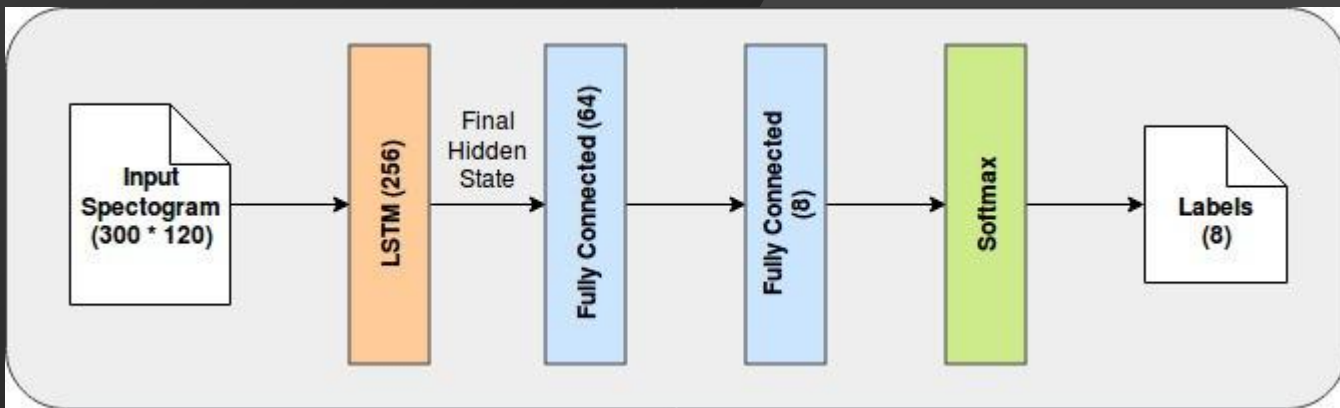 Input
Spectogram
(300 * 120)
LSTM (256)
Final
Hidden
State
Fully Connected (64)
Fully Connected
(8)
Softmax
Labels
(8)